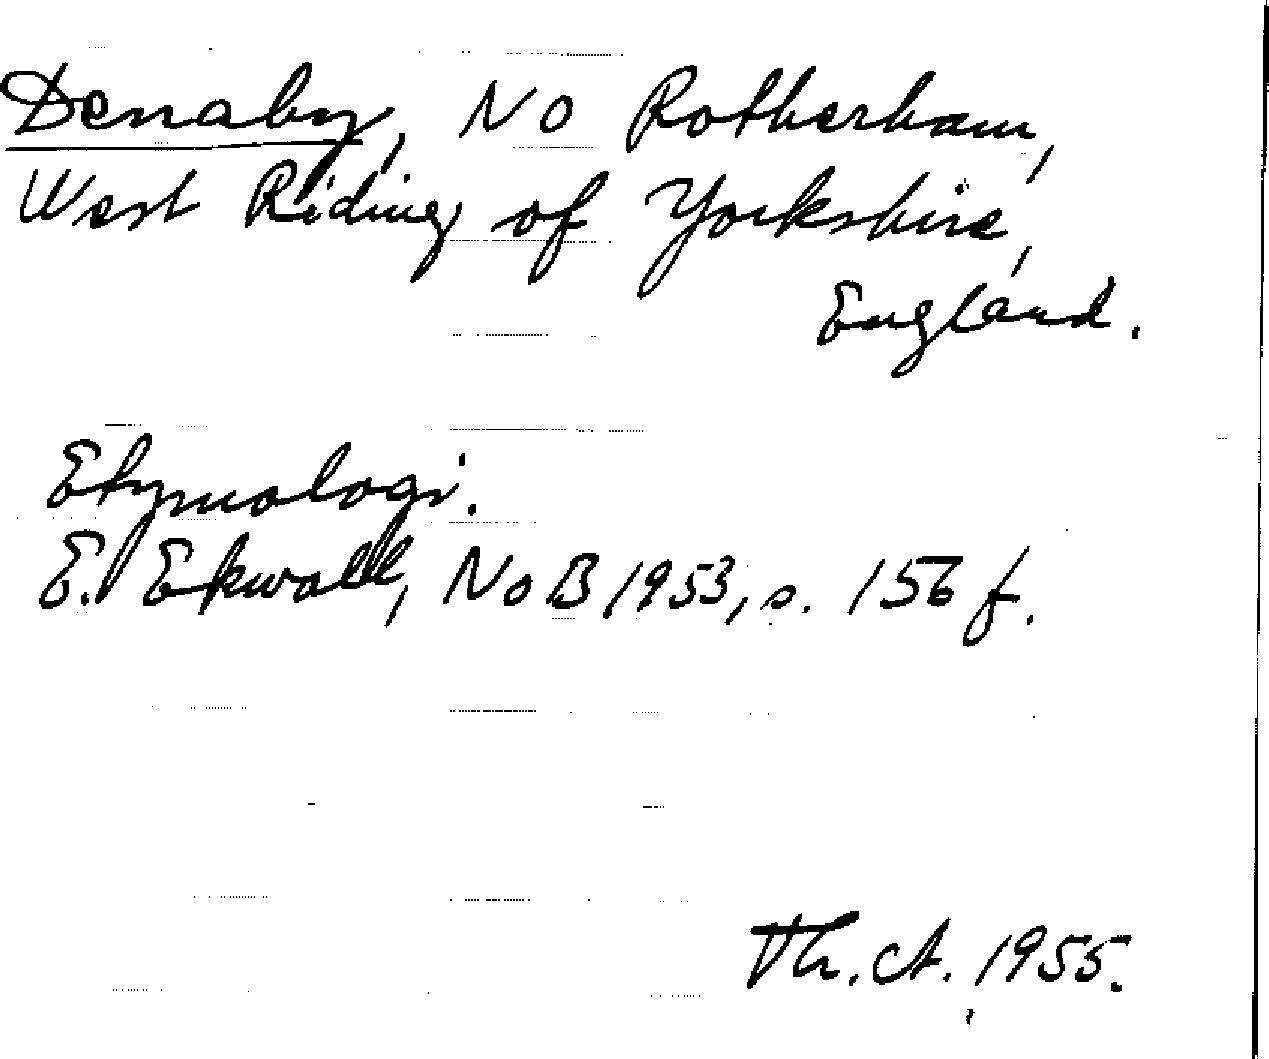 Denaby, NO Rotherham,
West Riding of Yorkshire,
England.
Etymologi.
E. Ekwall, NoB 1953, s. 156 f.
Th. A. 1955.